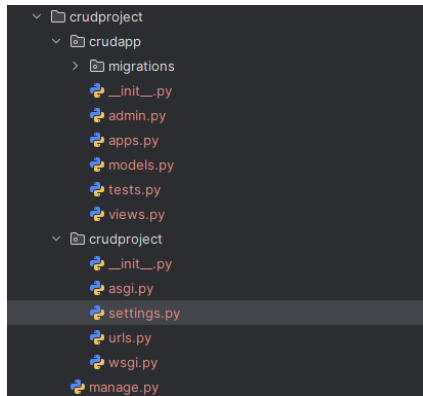 crudproject
crudapp
migrations
__init__.py
admin.py
apps.py
models.py
tests.py
views.py
crudproject
__init__.py
asgi.py
settings.py
urls.py
wsgi.py
manage.py